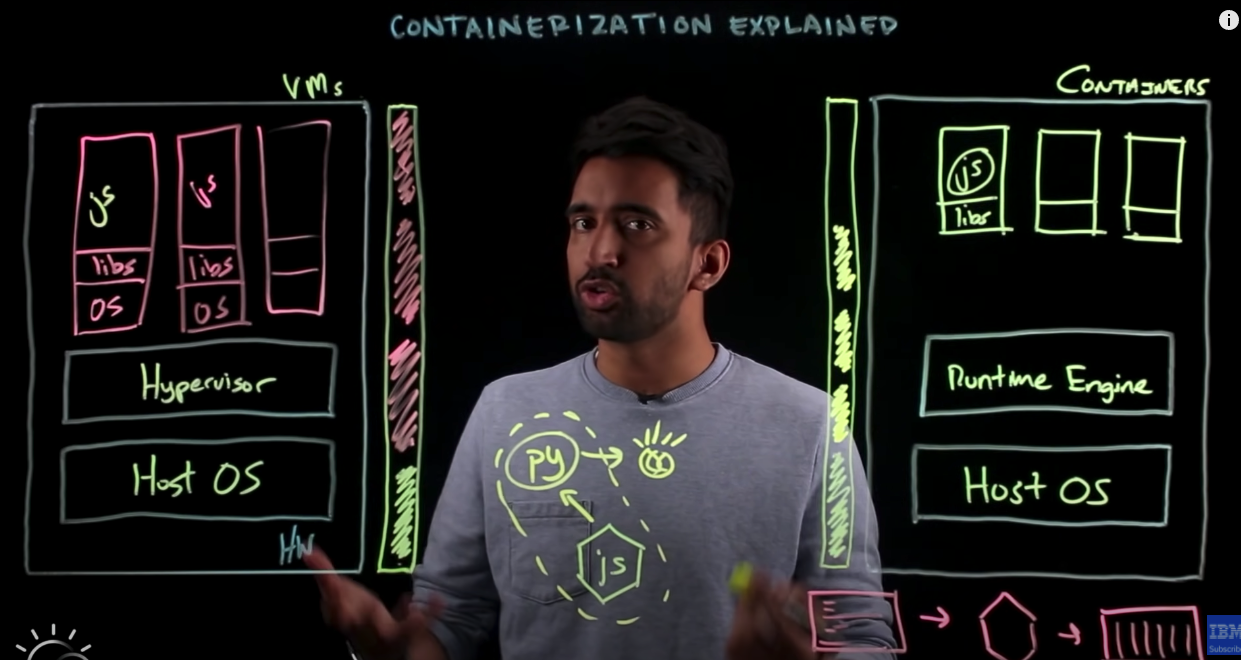 CONTAINERIZATION EXPLAINED
VMs
js
libs
OS
js
libs
OS
Hypervisor
Host OS
HW
py
js
CONTAINERS
js
libs
Runtime Engine
Host OS
i
IBM
Subscribe